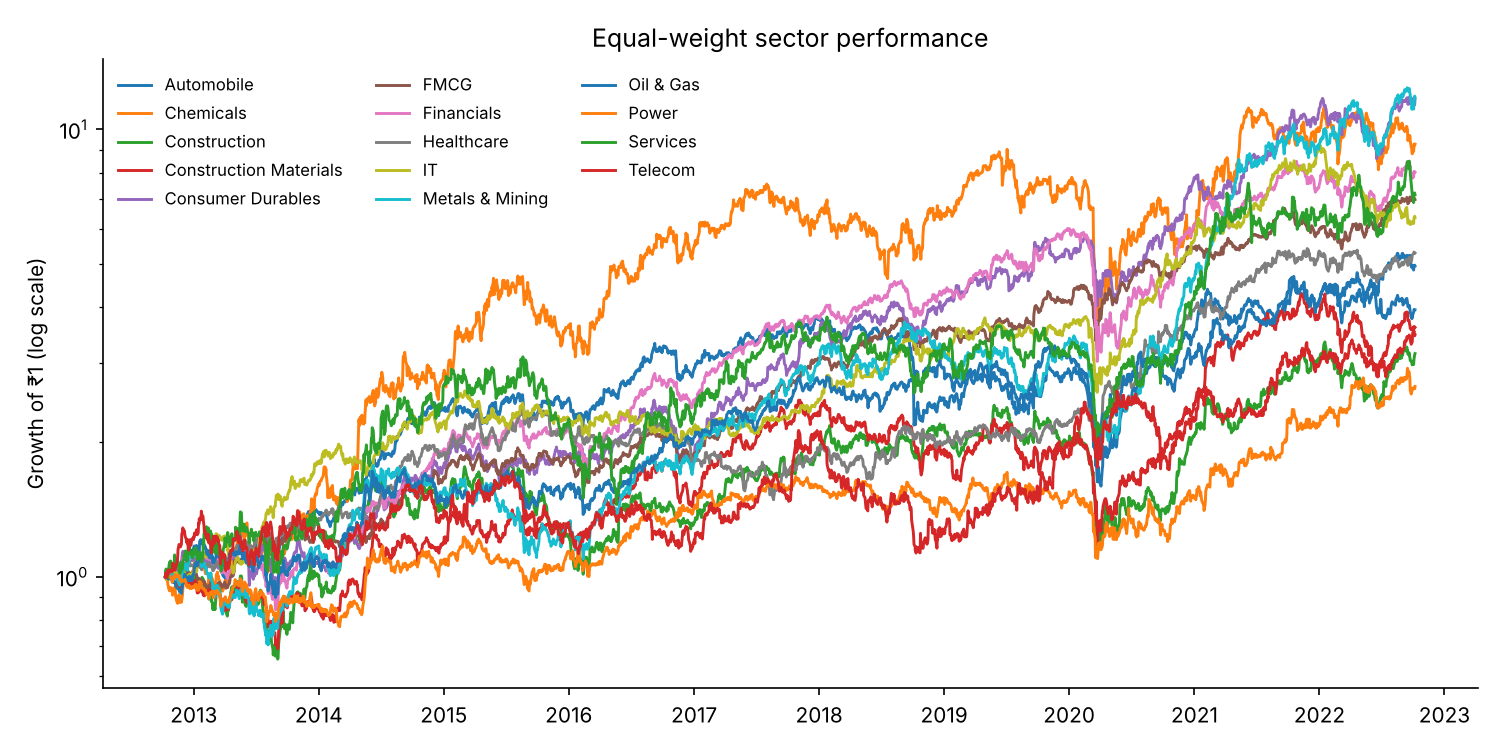 Equal-weight sector performance
Automobile
Chemicals
Construction
Construction Materials
Consumer Durables
FMCG
Financials
Healthcare
IT
Metals & Mining
Oil & Gas
Power
Services
Telecom
Growth of ₹1 (log scale)
10¹
10⁰
2013 2014 2015 2016 2017 2018 2019 2020 2021 2022 2023